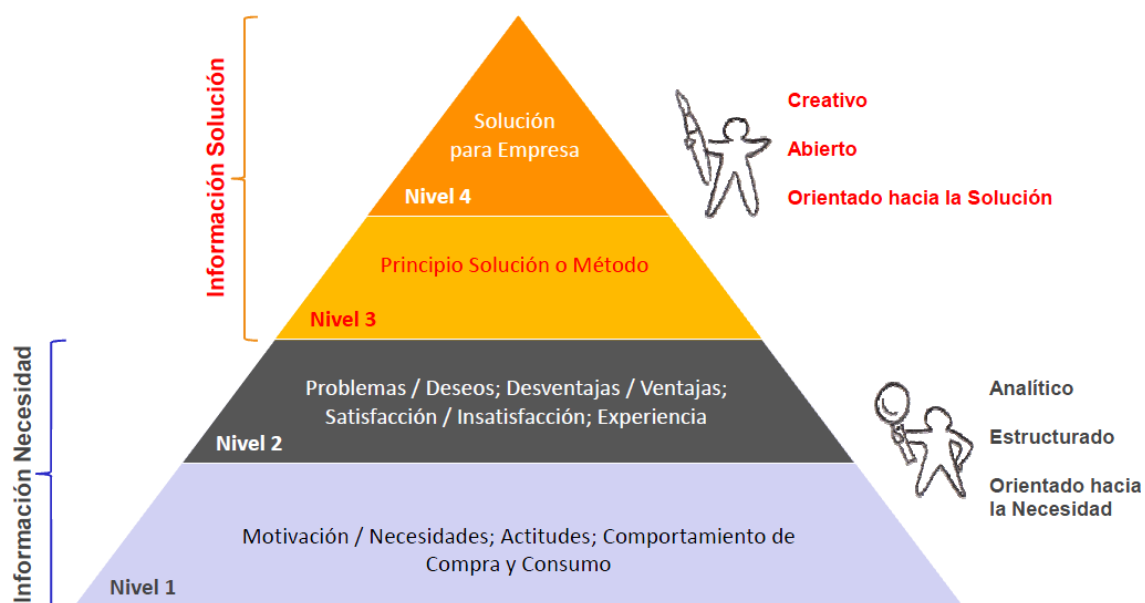 Información Solución
Solución
para Empresa
Nivel 4
Creativo
Abierto
Orientado hacia la Solución
Principio Solución o Método
Nivel 3
Información Necesidad
Problemas / Deseos; Desventajas / Ventajas;
Satisfacción / Insatisfacción; Experiencia
Nivel 2
Analítico
Estructurado
Orientado hacia
la Necesidad
Motivación / Necesidades; Actitudes; Comportamiento de
Compra y Consumo
Nivel 1